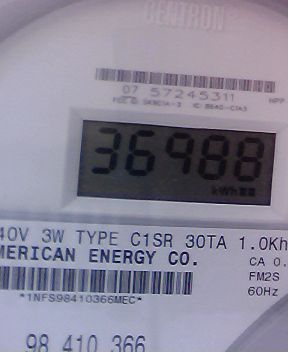 CENTRON
07 57245311
NPP
36988
kWh
40V 3W TYPE C1SR 30TA 1.0Kh
MERICAN ENERGY CO.
CA 0.
FM2S
60Hz
*1NFS98410366MEC*
98 410 366